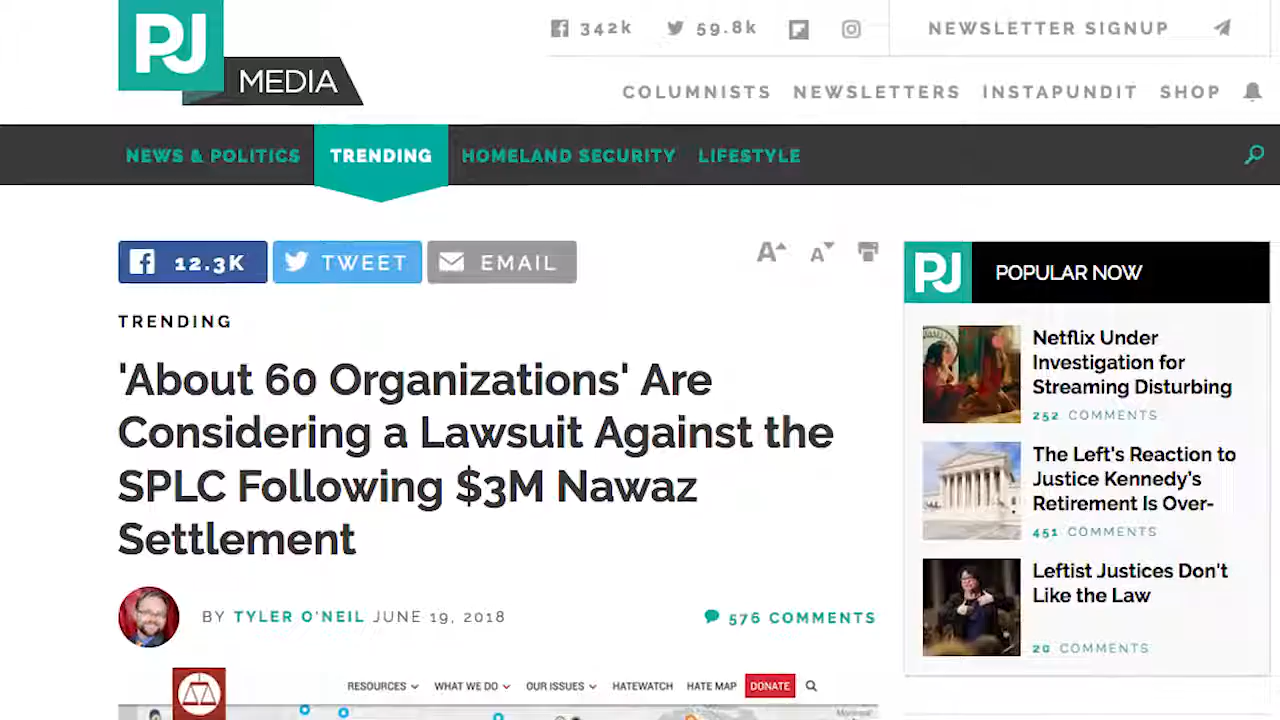 PJ
MEDIA
342k
59.8k
NEWSLETTER SIGNUP
COLUMNISTS NEWSLETTERS INSTAPUNDIT SHOP
NEWS & POLITICS TRENDING HOMELAND SECURITY LIFESTYLE
12.3K TWEET EMAIL
A A
TRENDING
'About 60 Organizations' Are
Considering a Lawsuit Against the
SPLC Following $3M Nawaz
Settlement
BY TYLER O'NEIL JUNE 19, 2018
576 COMMENTS
PJ POPULAR NOW
Netflix Under
Investigation for
Streaming Disturbing
252 COMMENTS
The Left's Reaction to
Justice Kennedy's
Retirement Is Over-
451 COMMENTS
Leftist Justices Don't
Like the Law
20 COMMENTS
RESOURCES WHAT WE DO OUR ISSUES HATEWATCH HATE MAP DONATE
Montreal